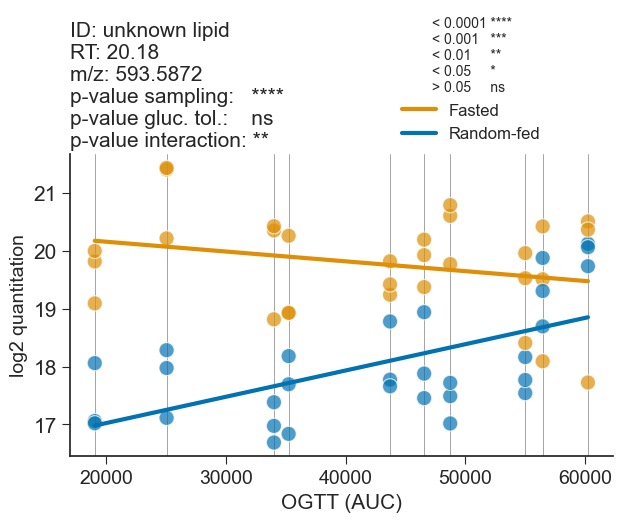 ID: unknown lipid
RT: 20.18
m/z: 593.5872
p-value sampling: ****
p-value gluc. tol.: ns
p-value interaction: **
< 0.0001 ****
< 0.001 ***
< 0.01 **
< 0.05 *
> 0.05 ns
Fasted
Random-fed
log2 quantitation
21
20
19
18
17
20000 30000 40000 50000 60000
OGTT (AUC)